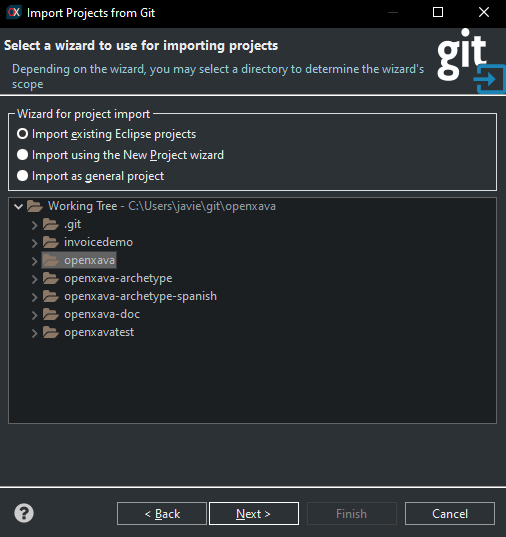 OX Import Projects from Git
Select a wizard to use for importing projects
git
Depending on the wizard, you may select a directory to determine the wizard's
scope
Wizard for project import
Import existing Eclipse projects
Import using the New Project wizard
Import as general project
Working Tree - C:\Users\javie\git\openxava
.git
invoicedemo
openxava
openxava-archetype
openxava-archetype-spanish
openxava-doc
openxavatest
? < Back Next > Finish Cancel